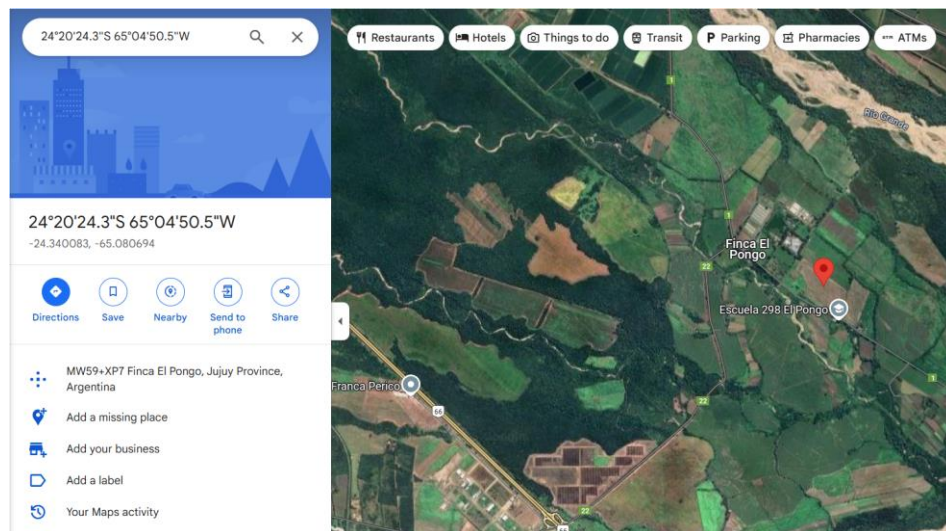 24°20'24.3"S 65°04'50.5"W
24°20'24.3"S 65°04'50.5"W
-24.340083, -65.080694
Directions
Save
Nearby
Send to
phone
Share
MW59+XP7 Finca El Pongo, Jujuy Province,
Argentina
Add a missing place
Add your business
Add a label
Your Maps activity
Restaurants
Hotels
Things to do
Transit
P Parking
Pharmacies
ATM ATMs
1
Río Grande
1
Finca El
Pongo
22
Escuela 298 El Pongo
Franca Perico
1
22
66
22
66